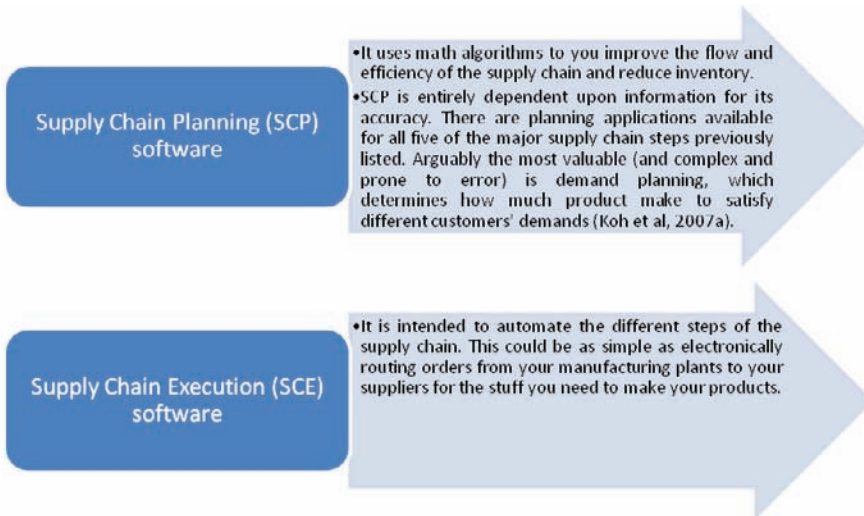 Supply Chain Planning (SCP)
software
•It uses math algorithms to you improve the flow and
efficiency of the supply chain and reduce inventory.
•SCP is entirely dependent upon information for its
accuracy. There are planning applications available
for all five of the major supply chain steps previously
listed. Arguably the most valuable (and complex and
prone to error) is demand planning, which
determines how much product make to satisfy
different customers' demands (Koh et al, 2007a).
Supply Chain Execution (SCE)
software
•It is intended to automate the different steps of the
supply chain. This could be as simple as electronically
routing orders from your manufacturing plants to your
suppliers for the stuff you need to make your products.